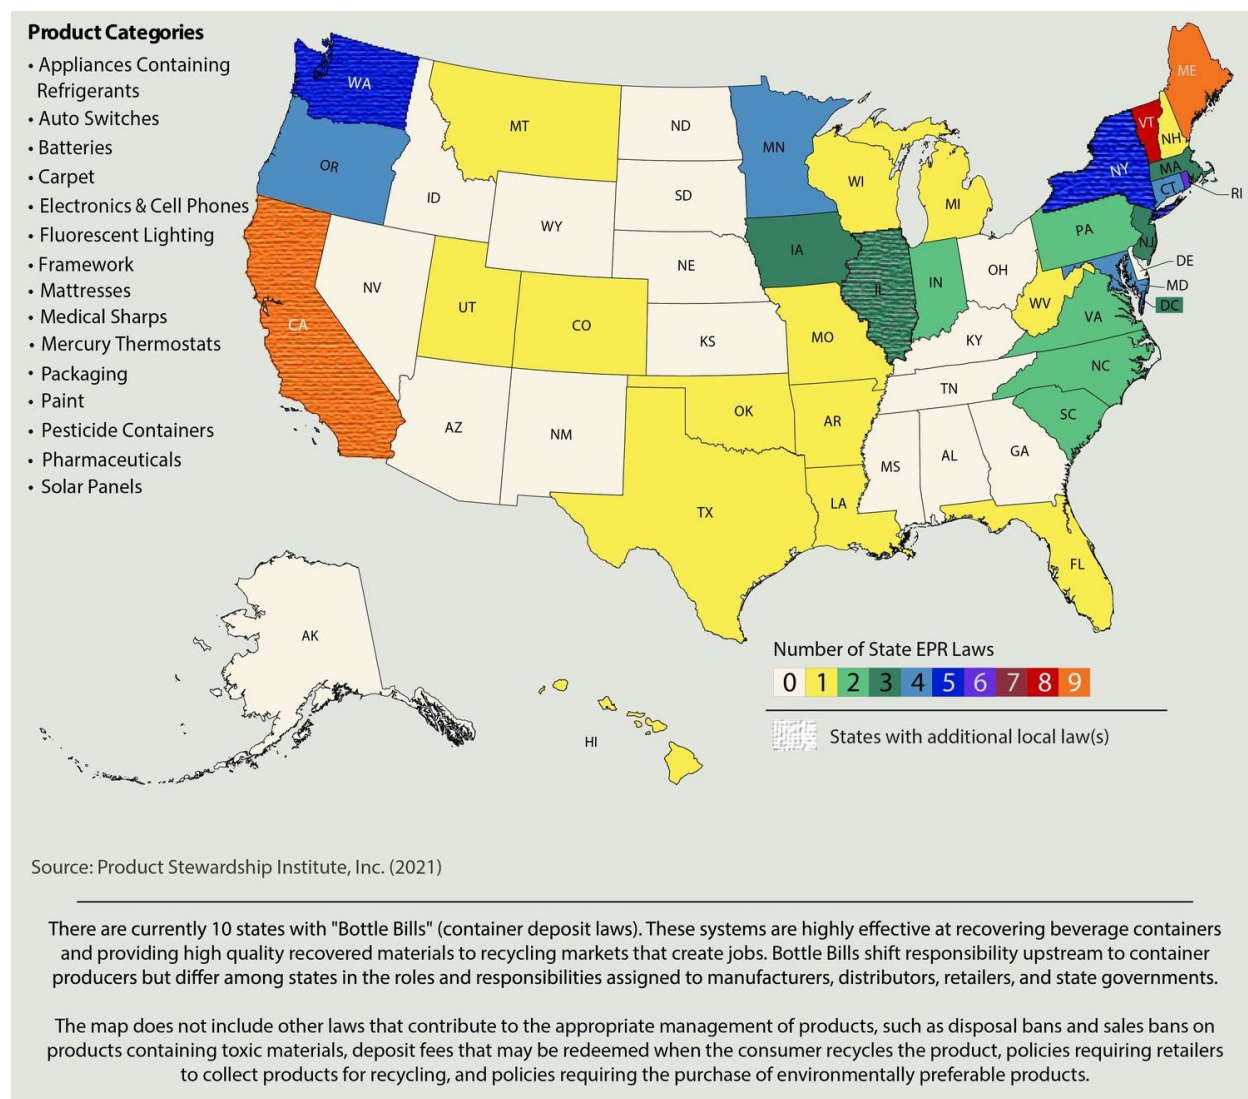 Product Categories
• Appliances Containing
Refrigerants
• Auto Switches
• Batteries
• Carpet
• Electronics & Cell Phones
• Fluorescent Lighting
• Framework
• Mattresses
• Medical Sharps
• Mercury Thermostats
• Packaging
• Paint
• Pesticide Containers
• Pharmaceuticals
• Solar Panels
WA
OR
CA
MT
ID
WY
NV
UT
CO
AZ
NM
ND
SD
NE
KS
OK
TX
MN
IA
MO
AR
LA
WI
IL
MI
IN
OH
KY
TN
MS
AL
GA
FL
SC
NC
VA
WV
PA
NY
VT
NH
ME
MA
CT
RI
NJ
DE
MD
DC
AK
HI
Number of State EPR Laws
0 1 2 3 4 5 6 7 8 9
States with additional local law(s)
Source: Product Stewardship Institute, Inc. (2021)
There are currently 10 states with "Bottle Bills" (container deposit laws). These systems are highly effective at recovering beverage containers
and providing high quality recovered materials to recycling markets that create jobs. Bottle Bills shift responsibility upstream to container
producers but differ among states in the roles and responsibilities assigned to manufacturers, distributors, retailers, and state governments.
The map does not include other laws that contribute to the appropriate management of products, such as disposal bans and sales bans on
products containing toxic materials, deposit fees that may be redeemed when the consumer recycles the product, policies requiring retailers
to collect products for recycling, and policies requiring the purchase of environmentally preferable products.